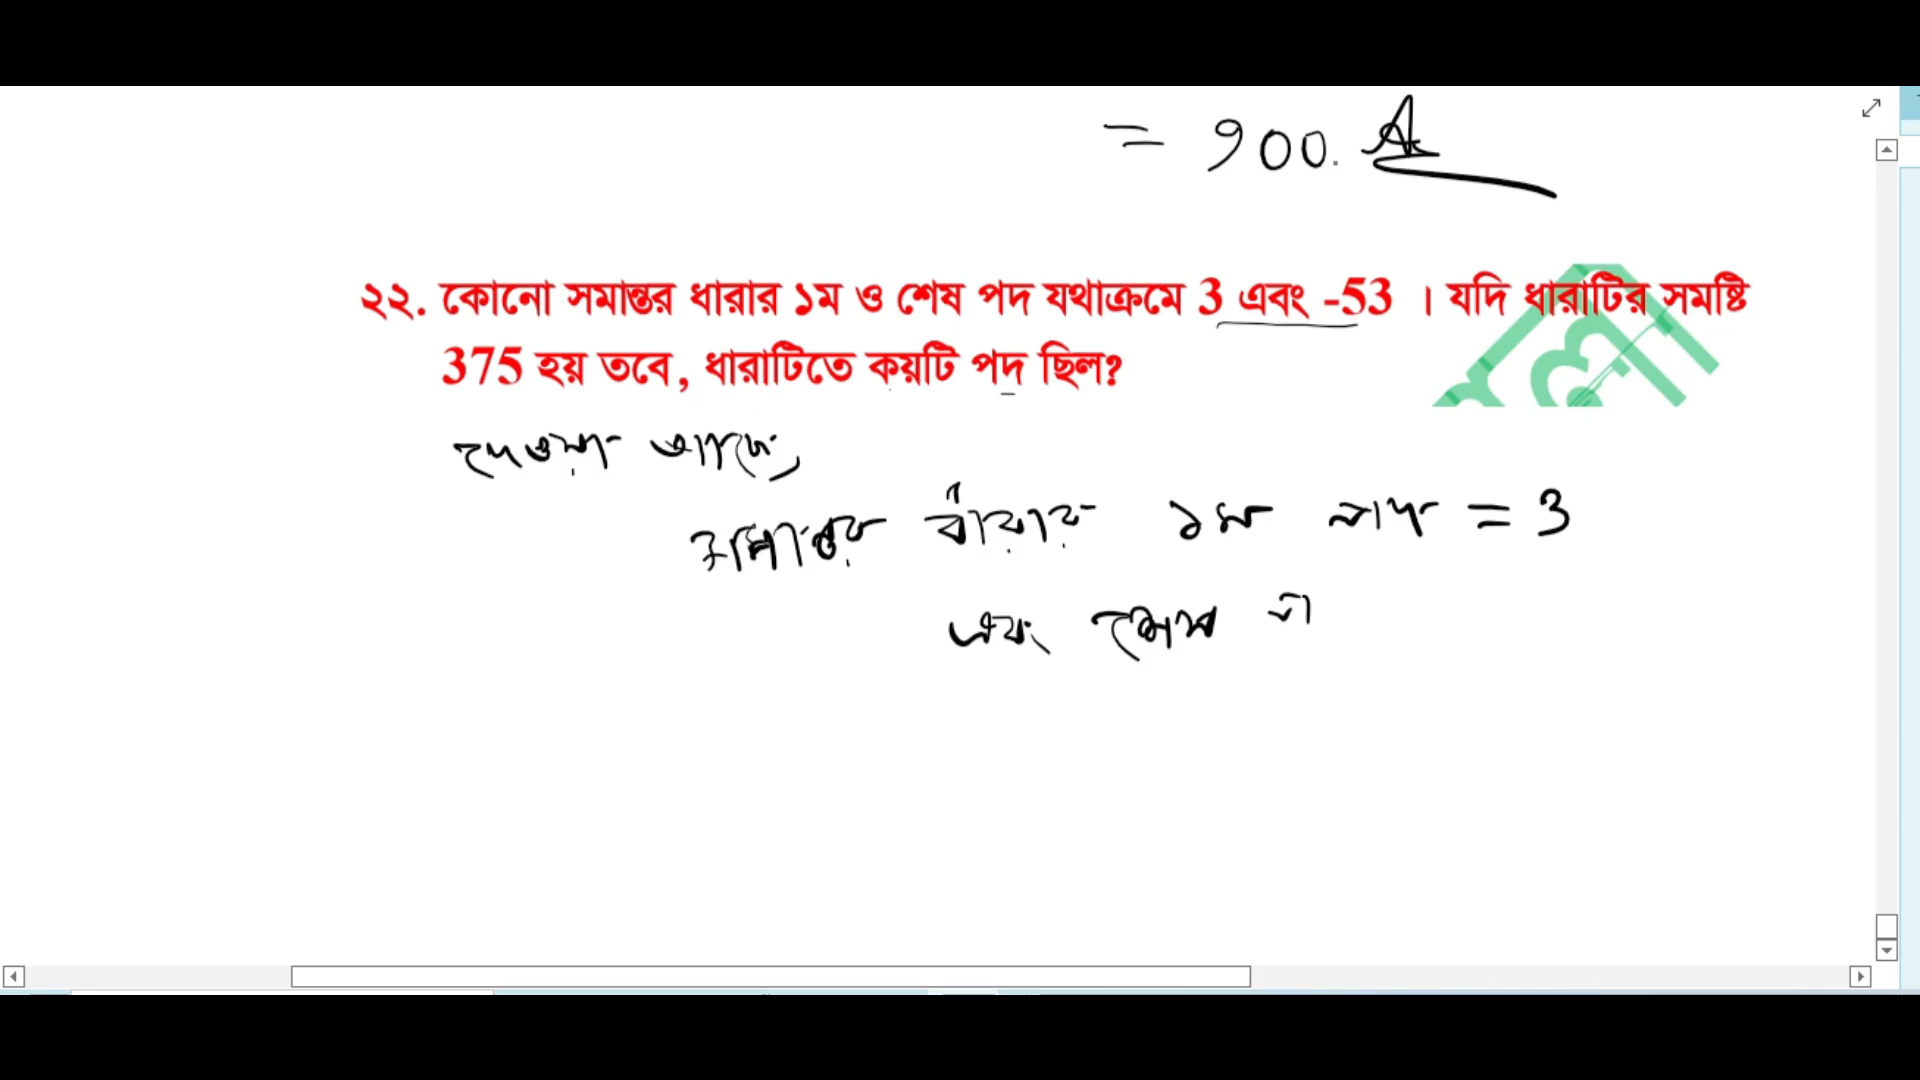 = 900. Ans
২২. কোনো সমান্তর ধারার ১ম ও শেষ পদ যথাক্রমে 3 এবং -53 । যদি ধারাটির সমষ্টি
375 হয় তবে, ধারাটিতে কয়টি পদ ছিল?
দেওয়া আছে,
সমান্তর ধারার ১ম পদ = 3
এবং শেষ প